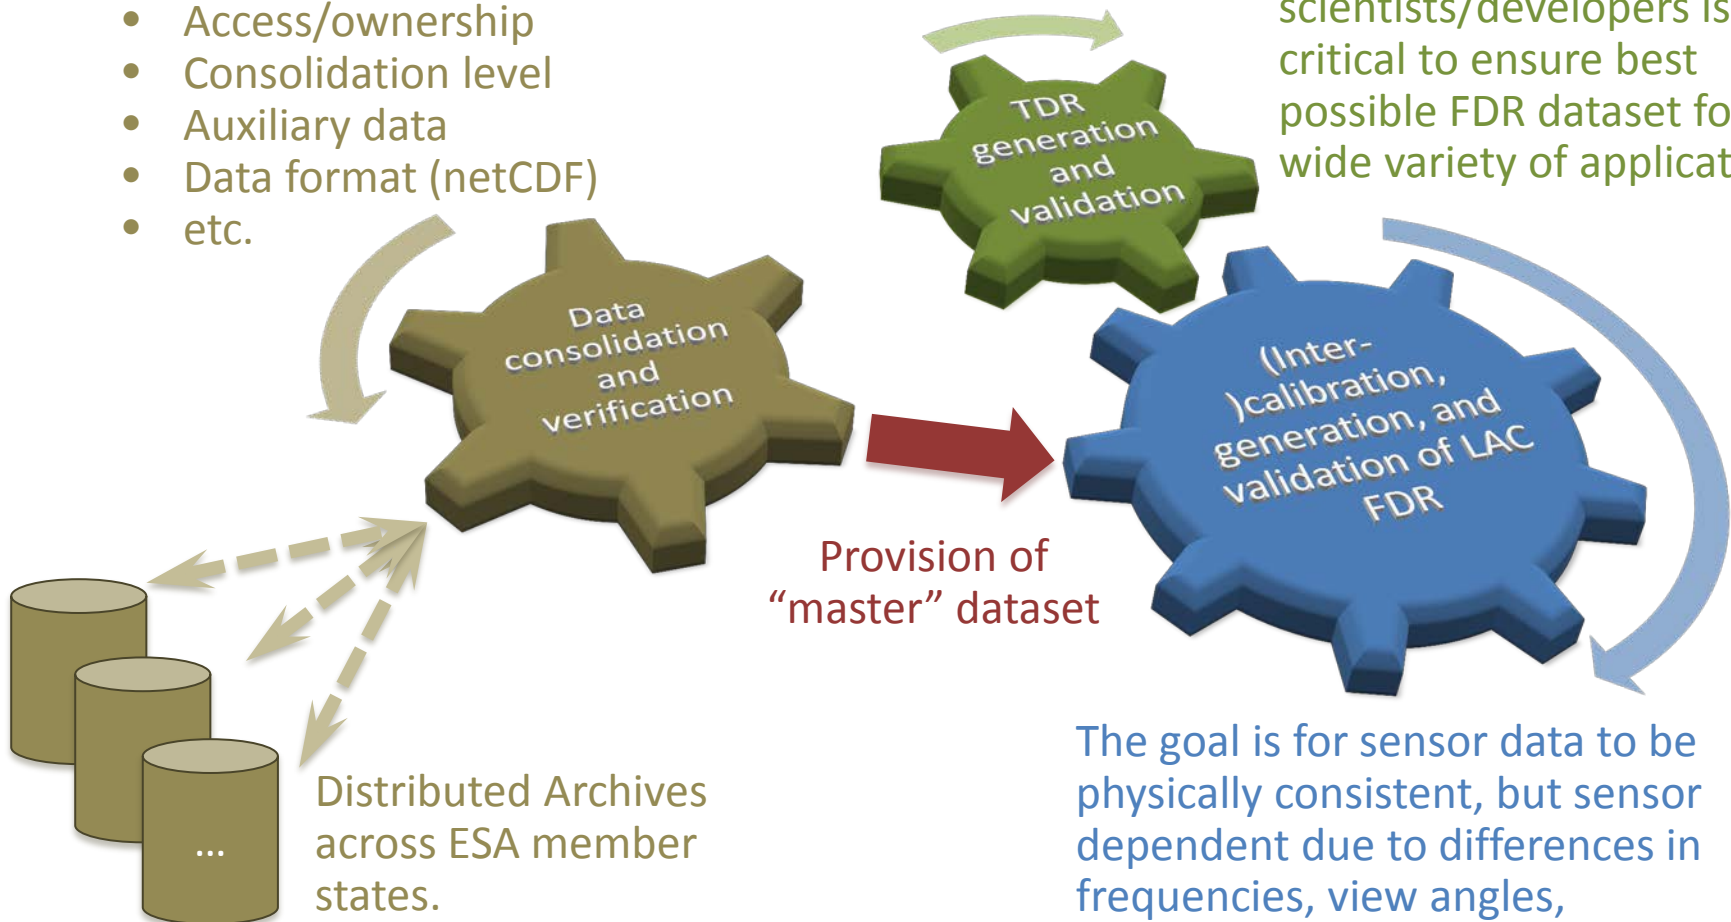 • Access/ownership
• Consolidation level
• Auxiliary data
• Data format (netCDF)
• etc.
scientists/developers is
critical to ensure best
possible FDR dataset fo
wide variety of applicat
TDR
generation
and
validation
Data
consolidation
and
verification
(Inter-
)calibration,
generation, and
validation of LAC
FDR
Provision of
“master” dataset
...
Distributed Archives
across ESA member
states.
The goal is for sensor data to be
physically consistent, but sensor
dependent due to differences in
frequencies, view angles,